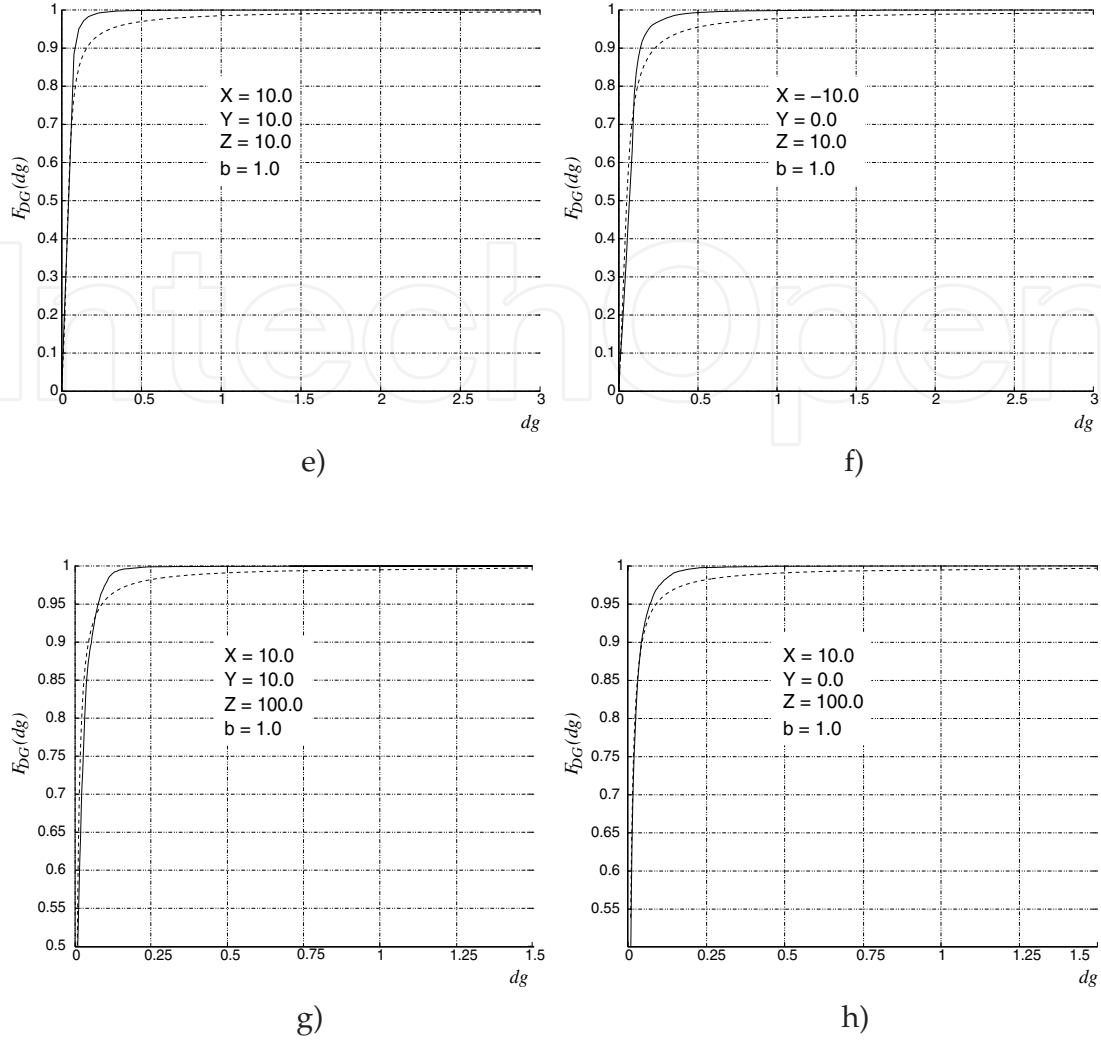 1
0.9
0.8
0.7
0.6
0.5
0.4
0.3
0.2
0.1
0
F_DG(dg)
X = 10.0
Y = 10.0
Z = 10.0
b = 1.0
0 0.5 1 1.5 2 2.5 3
dg
e)
1
0.9
0.8
0.7
0.6
0.5
0.4
0.3
0.2
0.1
0
F_DG(dg)
X = −10.0
Y = 0.0
Z = 10.0
b = 1.0
0 0.5 1 1.5 2 2.5 3
dg
f)
IntechOpen
1
0.95
0.9
0.85
0.8
0.75
0.7
0.65
0.6
0.55
0.5
F_DG(dg)
X = 10.0
Y = 10.0
Z = 100.0
b = 1.0
0 0.25 0.5 0.75 1 1.25 1.5
dg
g)
1
0.95
0.9
0.85
0.8
0.75
0.7
0.65
0.6
0.55
F_DG(dg)
X = 10.0
Y = 0.0
Z = 100.0
b = 1.0
0 0.25 0.5 0.75 1 1.25 1.5
dg
h)